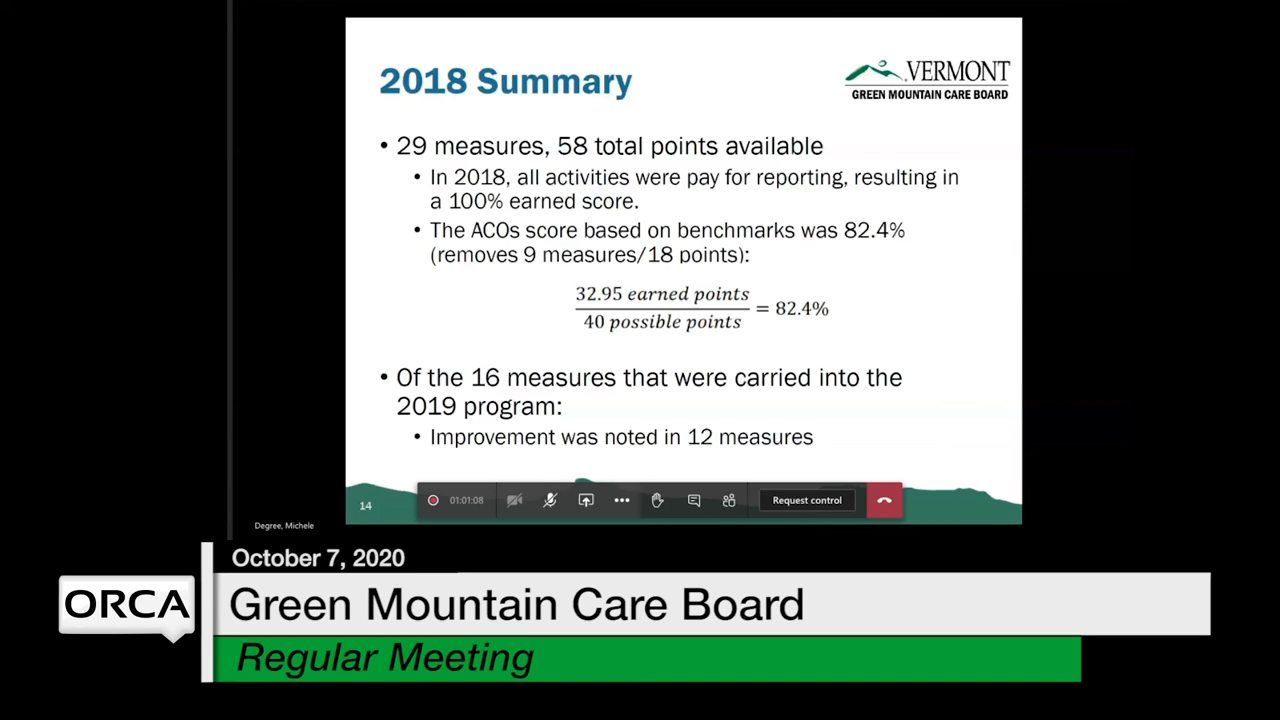 2018 Summary
VERMONT
GREEN MOUNTAIN CARE BOARD
• 29 measures, 58 total points available
• In 2018, all activities were pay for reporting, resulting in
a 100% earned score.
• The ACOs score based on benchmarks was 82.4%
(removes 9 measures/18 points):
32.95 earned points
40 possible points
= 82.4%
• Of the 16 measures that were carried into the
2019 program:
• Improvement was noted in 12 measures
14
01:01:08
Request control
Degree, Michele
October 7, 2020
ORCA
Green Mountain Care Board
Regular Meeting